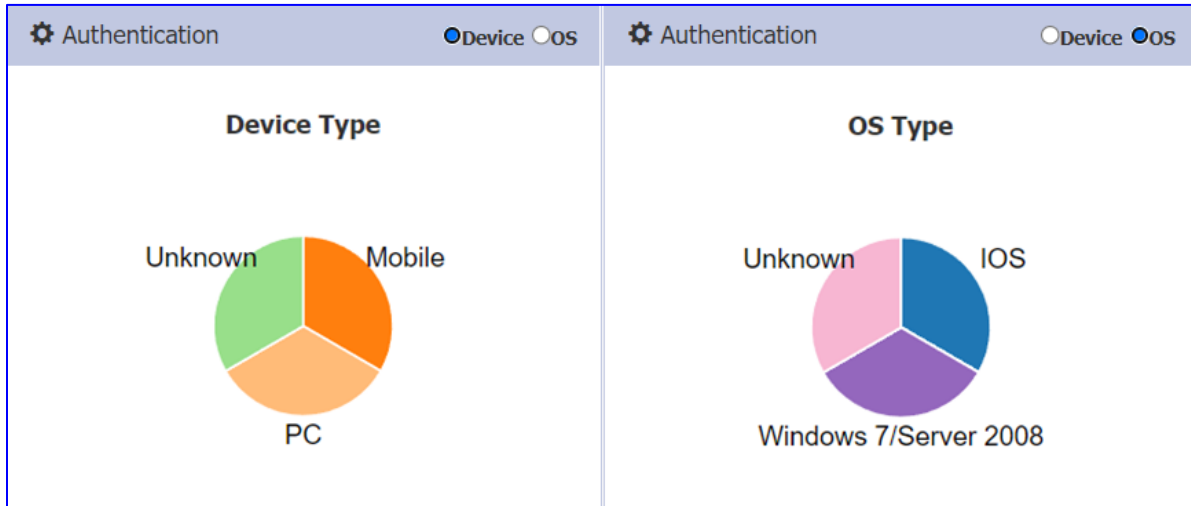 Authentication Device OS
Device Type
Unknown Mobile
PC
Authentication Device OS
OS Type
Unknown IOS
Windows 7/Server 2008